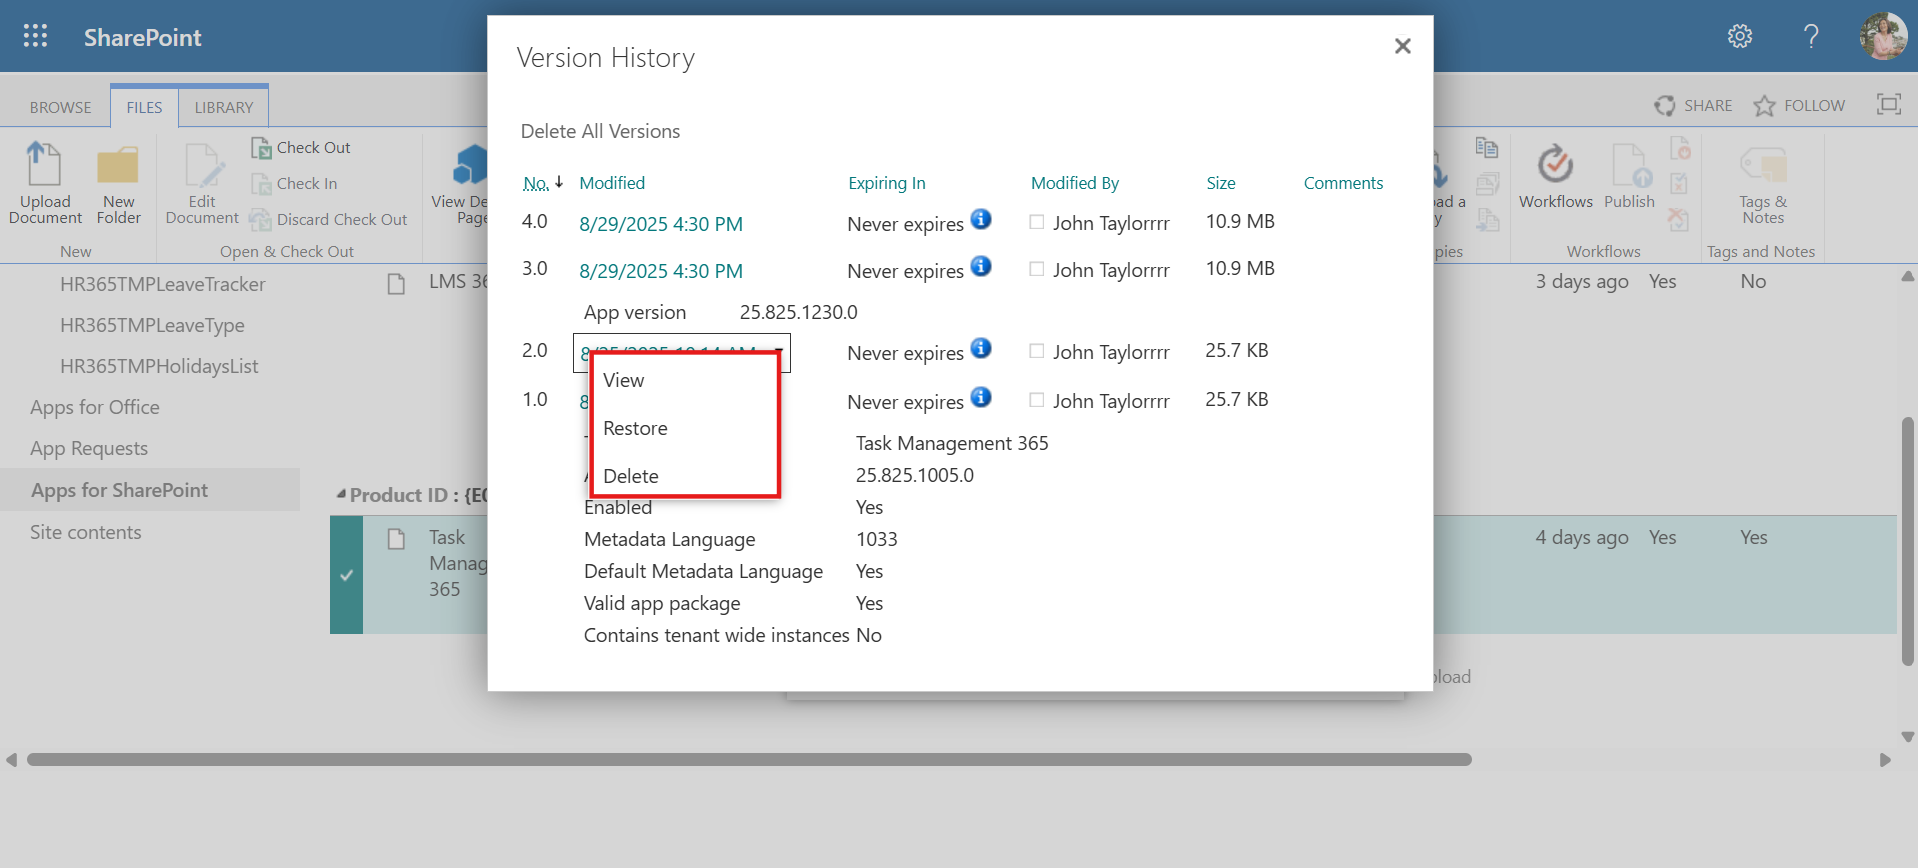 SharePoint
BROWSE
FILES
LIBRARY
SHARE
FOLLOW
Upload Document
New Folder
New
Edit Document
Check Out
Check In
Discard Check Out
Open & Check Out
View
Page
Workflows
Publish
Workflows
Tags & Notes
Tags and Notes
HR365TMPLeaveTracker
HR365TMPLeaveType
HR365TMPHolidaysList
Apps for Office
App Requests
Apps for SharePoint
Site contents
LMS
3 days ago Yes No
Product ID : {E
Task
Manag
365
4 days ago Yes Yes
Version History
Delete All Versions
No. Modified Expiring In Modified By Size Comments
4.0 8/29/2025 4:30 PM Never expires John Taylorrrr 10.9 MB
3.0 8/29/2025 4:30 PM Never expires John Taylorrrr 10.9 MB
App version 25.825.1230.0
2.0 8/25/2025 10:14 AM Never expires John Taylorrrr 25.7 KB
View
Restore
Delete
1.0 8 Never expires John Taylorrrr 25.7 KB
Task Management 365
25.825.1005.0
Enabled Yes
Metadata Language 1033
Default Metadata Language Yes
Valid app package Yes
Contains tenant wide instances No